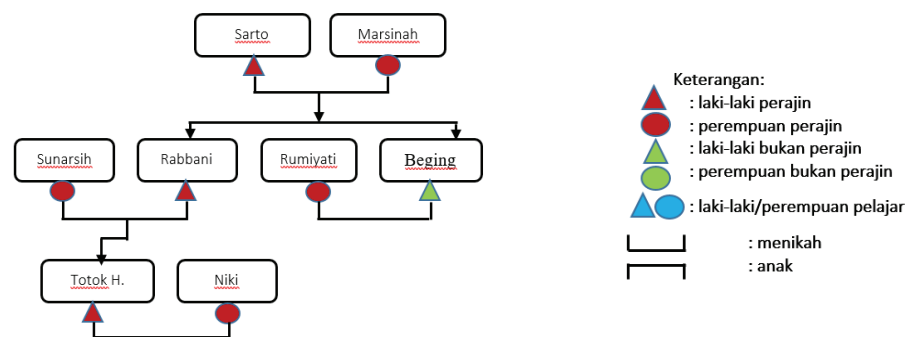 Sarto
Marsinah
Sunarsih
Rabbani
Rumiyati
Beging
Totok H.
Niki
Keterangan:
: laki-laki perajin
: perempuan perajin
: laki-laki bukan perajin
: perempuan bukan perajin
: laki-laki/perempuan pelajar
: menikah
: anak